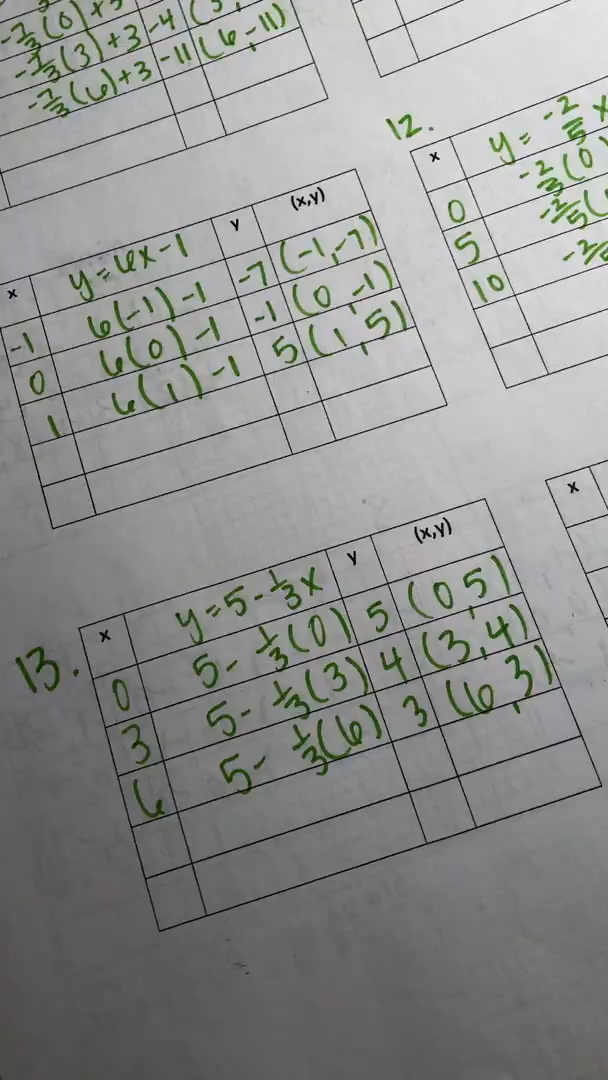 -7/3(0)+3
-7/3(3)+3 -4 (3,
-7/3(6)+3 -11 (6,-11)
x y=6x-1 y (x,y)
-1 6(-1)-1 -7 (-1,-7)
0 6(0)-1 -1 (0,-1)
1 6(1)-1 5 (1,5)
12.
x y= -2/5 x
0 -2/5(0
5 -2/5(
10 -2/5
13.
x y=5-1/3x y (x,y)
0 5-1/3(0) 5 (0,5)
3 5-1/3(3) 4 (3,4)
6 5-1/3(6) 3 (6,3)
x